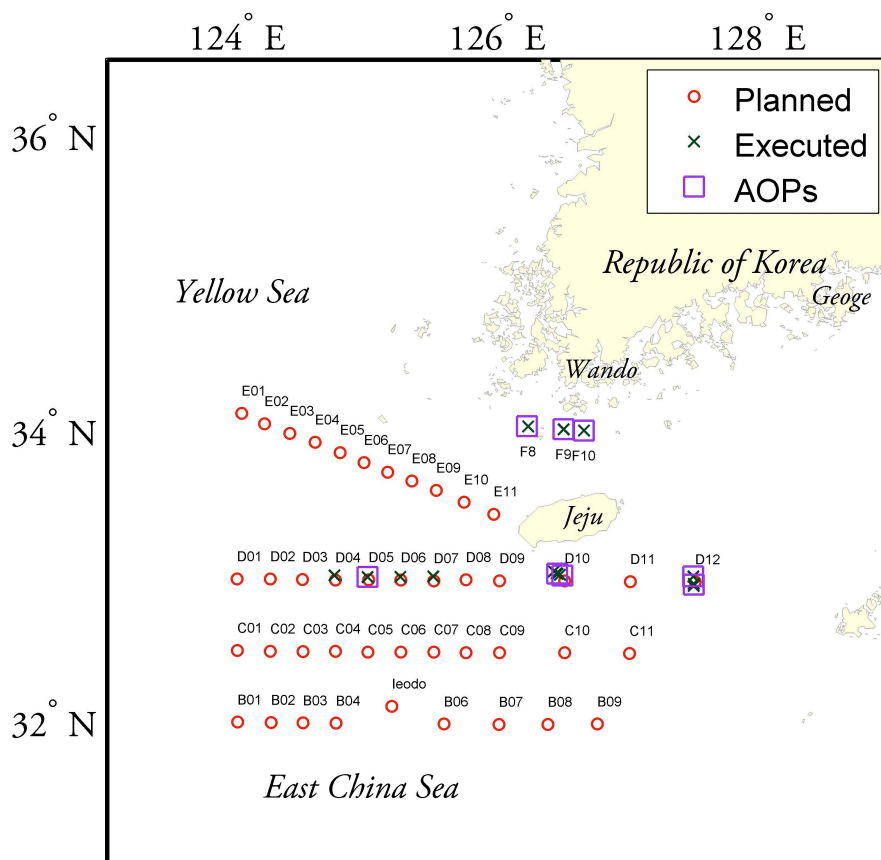 124° E 126° E 128° E
Planned
36° N
Executed
AOPs
Republic of Korea
Yellow Sea
Geoge
Wando
E01
E02
E03
34° N
E04
E05
E06
E07
E08
E09
E10
E11
F8 F9 F10
Jeju
D01 D02 D03 D04 D05 D06 D07 D08 D09 D10 D11 D12
C01 C02 C03 C04 C05 C06 C07 C08 C09 C10 C11
Ieodo
32° N
B01 B02 B03 B04 B06 B07 B08 B09
East China Sea